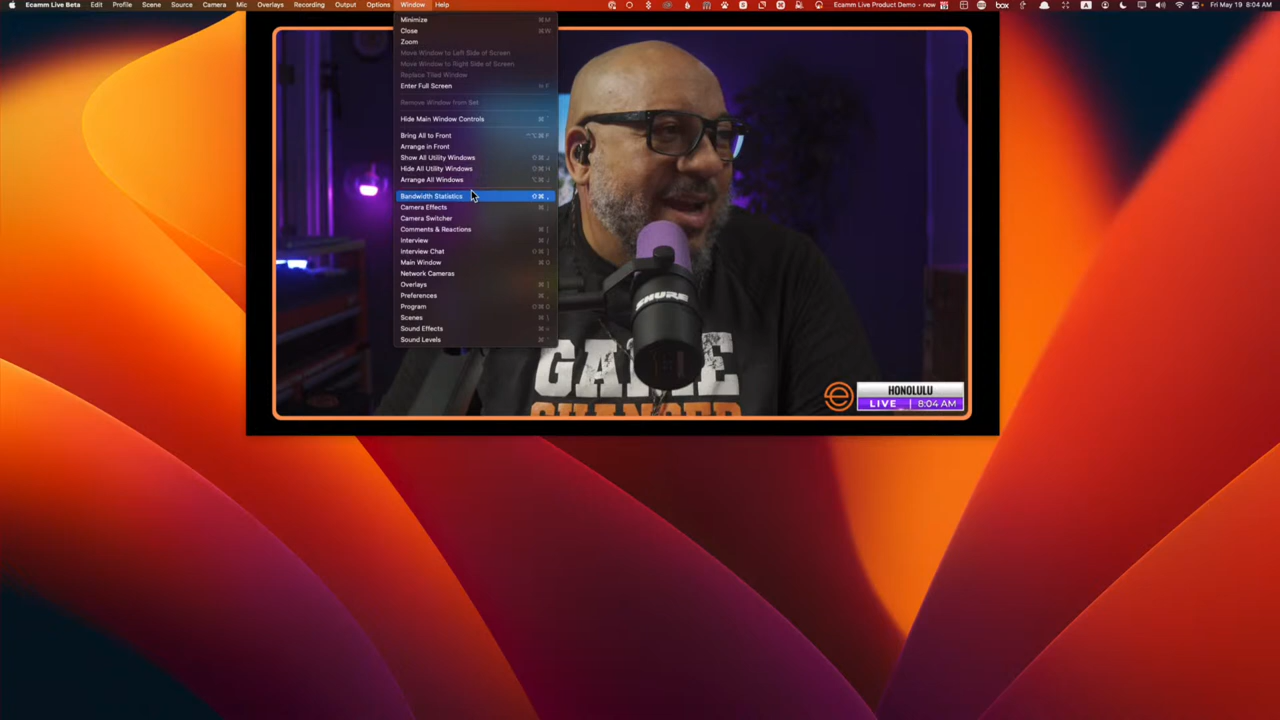 Ecamm Live Beta Edit Profile Scene Source Camera Mic Overlays Recording Output Options Window Help
Ecamm Live Product Demo - now
box
A
Fri May 19 8:04 AM
Minimize ⌘M
Close ⌘W
Zoom
Move Window to Left Side of Screen
Move Window to Right Side of Screen
Replace Tiled Window
Enter Full Screen
Remove Window from Set
Hide Main Window Controls
Bring All to Front
Arrange in Front
Show All Utility Windows
Hide All Utility Windows
Arrange All Windows
Bandwidth Statistics
Camera Effects
Camera Switcher
Comments & Reactions
Interview
Interview Chat
Main Window
Network Cameras
Overlays
Preferences
Program
Scenes
Sound Effects
Sound Levels
SHURE
GAME
CHANGER
HONOLULU
LIVE | 8:04 AM